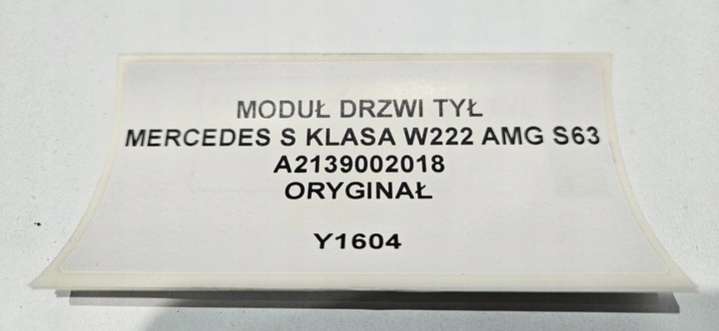 MODUŁ DRZWI TYŁ
MERCEDES S KLASA W222 AMG S63
A2139002018
ORYGINAŁ
Y1604